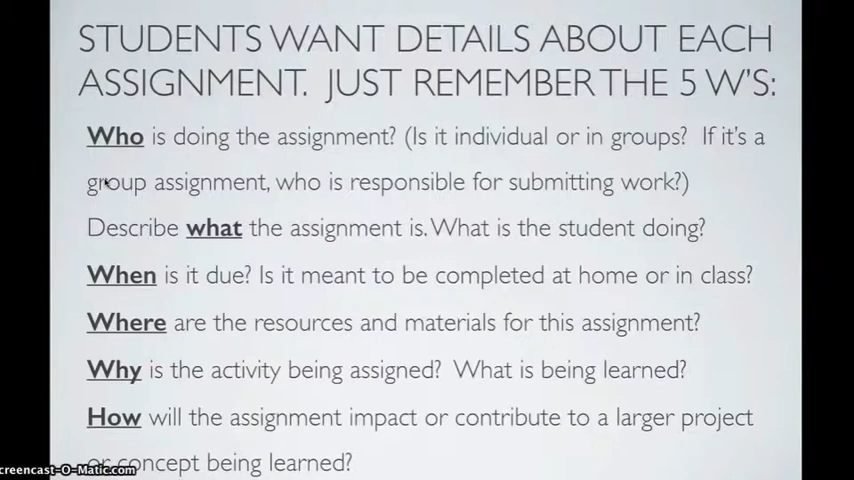 STUDENTS WANT DETAILS ABOUT EACH
ASSIGNMENT. JUST REMEMBER THE 5 W'S:
Who is doing the assignment? (Is it individual or in groups? If it's a
group assignment, who is responsible for submitting work?)
Describe what the assignment is. What is the student doing?
When is it due? Is it meant to be completed at home or in class?
Where are the resources and materials for this assignment?
Why is the activity being assigned? What is being learned?
How will the assignment impact or contribute to a larger project
or concept being learned?
creencast-O-Matic.com